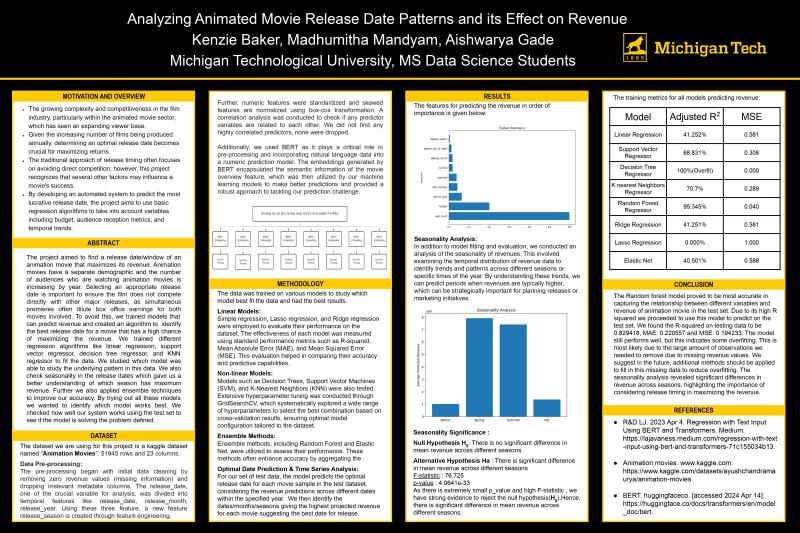 Analyzing Animated Movie Release Date Patterns and its Effect on Revenue
Kenzie Baker, Madhumitha Mandyam, Aishwarya Gade
Michigan Technological University, MS Data Science Students
1885
Michigan Tech
MOTIVATION AND OVERVIEW
• The growing complexity and competitiveness in the film
industry, particularly within the animated movie sector,
which has seen an expanding viewer base.
• Given the increasing number of films being produced
annually, determining an optimal release date becomes
crucial for maximizing returns.
• The traditional approach of release timing often focuses
on avoiding direct competition; however, this project
recognizes that several other factors may influence a
movie's success.
• By developing an automated system to predict the most
lucrative release date, the project aims to use basic
regression algorithms to take into account variables
including budget, audience reception metrics, and
temporal trends.
ABSTRACT
The project aimed to find a release date/window of an
animation movie that maximizes its revenue. Animation
movies have a separate demographic and the number
of audiences who are watching animation movies is
increasing by year. Selecting an appropriate release
date is important to ensure the film does not compete
directly with other major releases, as simultaneous
premieres often dilute box office earnings for both
movies involved. To avoid this, we trained models that
can predict revenue and created an algorithm to identify
the best release date for a movie that has a high chance
of maximizing the revenue. We trained different
regression algorithms like linear regression, support
vector regressor, decision tree regressor, and KNN
regressor to fit the data. We studied which model was
able to study the underlying pattern in this data. We also
check seasonality in the release dates which gave us a
better understanding of which season has maximum
revenue. Further we also applied ensemble techniques
to improve our accuracy. By trying out all these models
we wanted to identify which model works best. We
checked how well our system works using the test set to
see if the model is solving the problem defined.
DATASET
The dataset we are using for this project is a kaggle dataset
named "Animation Movies". 51945 rows and 23 columns.
Data Pre-processing:
The pre-processing began with initial data cleaning by
removing zero revenue values (missing information) and
dropping irrelevant metadata columns. The release_date,
one of the crucial variable for analysis, was divided into
temporal features like release_date, release_month,
release_year. Using these three feature, a new feature
release_season is created through feature engineering.
Further, numeric features were standardized and skewed
features are normalized using box-cox transformation. A
correlation analysis was conducted to check if any predictor
variables are related to each other. We did not find any
highly correlated predictors, none were dropped.
Additionally, we used BERT as it plays a critical role in
pre-processing and incorporating natural language data into
a numeric prediction model. The embeddings generated by
BERT encapsulated the semantic information of the movie
overview feature, which was then utilized by our machine
learning models to make better predictions and provided a
robust approach to tackling our prediction challenge.
METHODOLOGY
The data was trained on various models to study which
model best fit the data and had the best results.
Linear Models:
Simple regression, Lasso regression, and Ridge regression
were employed to evaluate their performance on the
dataset. The effectiveness of each model was measured
using standard performance metrics such as R-squared,
Mean Absolute Error (MAE), and Mean Squared Error
(MSE). This evaluation helped in comparing their accuracy
and predictive capabilities.
Non-linear Models:
Models such as Decision Trees, Support Vector Machines
(SVM), and K-Nearest Neighbors (KNN) were also tested.
Extensive hyperparameter tuning was conducted through
GridSearchCV, which systematically explored a wide range
of hyperparameters to select the best combination based on
cross-validation results, ensuring optimal model
configuration tailored to the dataset.
Ensemble Methods:
Ensemble methods, including Random Forest and Elastic
Net, were utilized to assess their performance. These
methods often enhance accuracy by aggregating the
Optimal Date Prediction & Time Series Analysis:
For our set of test data, the model predicts the optimal
release date for each movie sample in the test dataset,
considering the revenue predictions across different dates
within the specified year. We then identify the
dates/months/seasons giving the highest projected revenue
for each movie suggesting the best date for release.
RESULTS
The features for predicting the revenue in order of
importance is given below:
Feature Importance
Seasonality Analysis:
In addition to model fitting and evaluation, we conducted an
analysis of the seasonality of revenues. This involved
examining the temporal distribution of revenue data to
identify trends and patterns across different seasons or
specific times of the year. By understanding these trends, we
can predict periods when revenues are typically higher,
which can be strategically important for planning releases or
marketing initiatives.
Seasonality Analysis
Winter Spring Summer Fall
Seasonality Significance :
Null Hypothesis H0: There is no significant difference in
mean revenue across different seasons
Alternative Hypothesis Ha : There is significant
difference in mean revenue across different seasons
F-statistic : 76.725
p-value : 4.0641e-33
As there is extremely small p_value and high F-statistic , we
have strong evidence to reject the null hypothesis(H0).Hence,
there is significant difference in mean revenue across
different seasons.
The training metrics for all models predicting revenue:
Model Adjusted R2 MSE
Linear Regression 41.252% 0.581
Support Vector Regressor 68.831% 0.308
Decision Tree Regressor 100%(Overfit) 0.000
K nearest Neighbors Regressor 70.7% 0.289
Random Forest Regressor 95.345% 0.040
Ridge Regression 41.251% 0.581
Lasso Regression 0.000% 1.000
Elastic Net 40.501% 0.588
CONCLUSION
The Random forest model proved to be most accurate in
capturing the relationship between different variables and
revenue of animation movie in the test set. Due to its high R
squared we proceeded to use this model to predict on the
test set. We found the R-squared on testing data to be
0.829418, MAE: 0.220557 and MSE: 0.194233. The model
still performs well, but this indicates some overfitting. This is
most likely due to the large amount of observations we
needed to remove due to missing revenue values. We
suggest in the future, additional methods should be applied
to fill in this missing data to reduce overfitting. The
seasonality analysis revealed significant differences in
revenue across seasons, highlighting the importance of
considering release timing in maximizing the revenue.
REFERENCES
● R&D LJ. 2023 Apr 4. Regression with Text Input
Using BERT and Transformers. Medium.
https://lajavaness.medium.com/regression-with-text
-input-using-bert-and-transformers-71c155034b13.
● Animation movies. www.kaggle.com.
https://www.kaggle.com/datasets/ayushchandrama
urya/animation-movies.
● BERT. huggingfaceco. [accessed 2024 Apr 14].
https://huggingface.co/docs/transformers/en/model
_doc/bert.